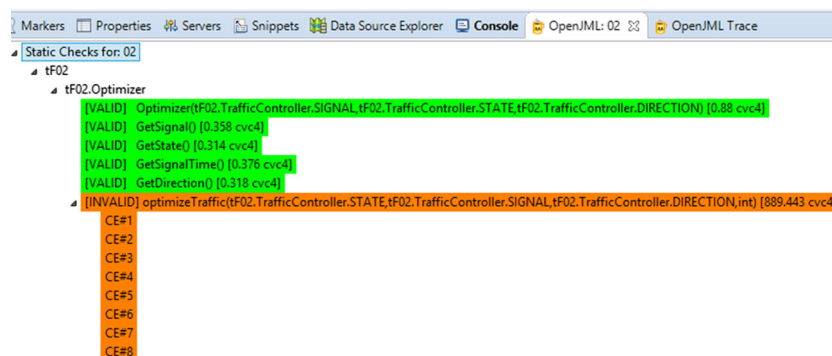 Markers Properties Servers Snippets Data Source Explorer Console OpenJML: 02 OpenJML Trace
Static Checks for: 02
tF02
tF02.Optimizer
[VALID] Optimizer(tF02.TrafficController.SIGNAL,tF02.TrafficController.STATE,tF02.TrafficController.DIRECTION) [0.88 cvc4]
[VALID] GetSignal() [0.358 cvc4]
[VALID] GetState() [0.314 cvc4]
[VALID] GetSignalTime() [0.376 cvc4]
[VALID] GetDirection() [0.318 cvc4]
[INVALID] optimizeTraffic(tF02.TrafficController.STATE,tF02.TrafficController.SIGNAL,tF02.TrafficController.DIRECTION,int) [889.443 cvc4
CE#1
CE#2
CE#3
CE#4
CE#5
CE#6
CE#7
CE#8